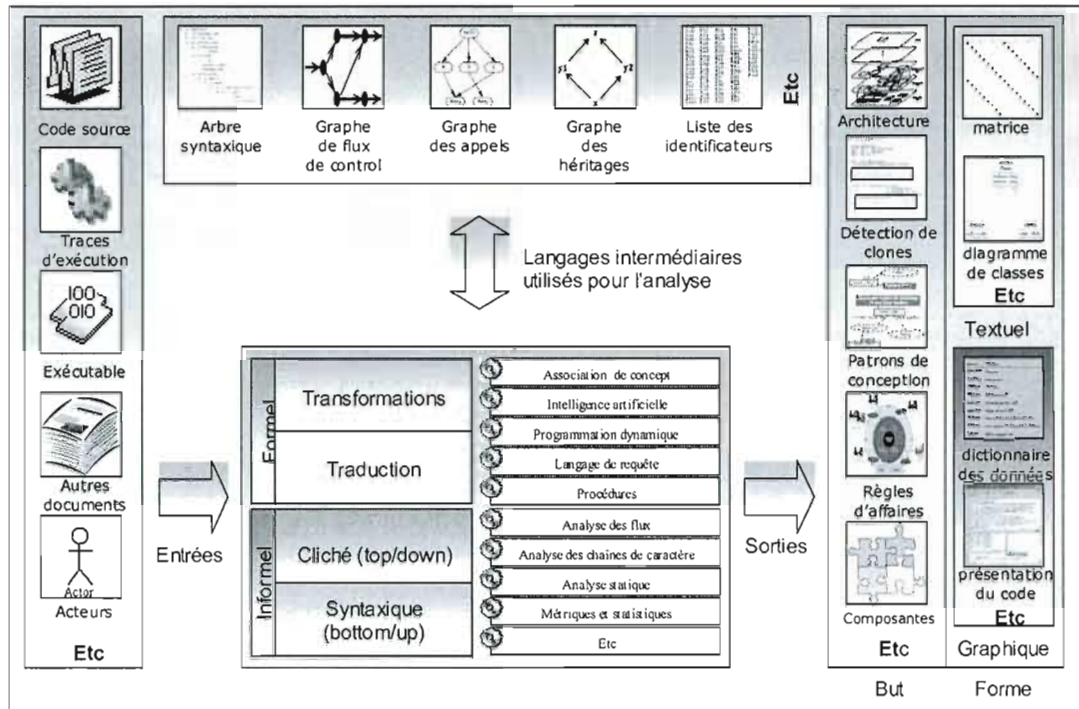 Code source
Traces
d'exécution
100
010
Exécutable
Autres
documents
Actor
Acteurs
Etc
Arbre
syntaxique
Graphe
de flux
de control
Graphe
des appels
z
y1
y2
x
Graphe
des
héritages
Liste des
identificateurs
Etc
Langages intermédiaires
utilisés pour l'analyse
Entrées
Formel
Transformations
Traduction
Informel
Cliché (top/down)
Syntaxique
(bottom/up)
Association de concept
Intelligence artificielle
Programmation dynamique
Langage de requête
Procédures
Analyse des flux
Analyse des chaines de caractère
Analyse statique
Métriques et statistiques
Etc
Sorties
Architecture
Détection de
clones
Patrons de
conception
Règles
d'affaires
Composantes
Etc
But
matrice
diagramme
de classes
Etc
Textuel
dictionnaire
des données
présentation
du code
Etc
Graphique
Forme